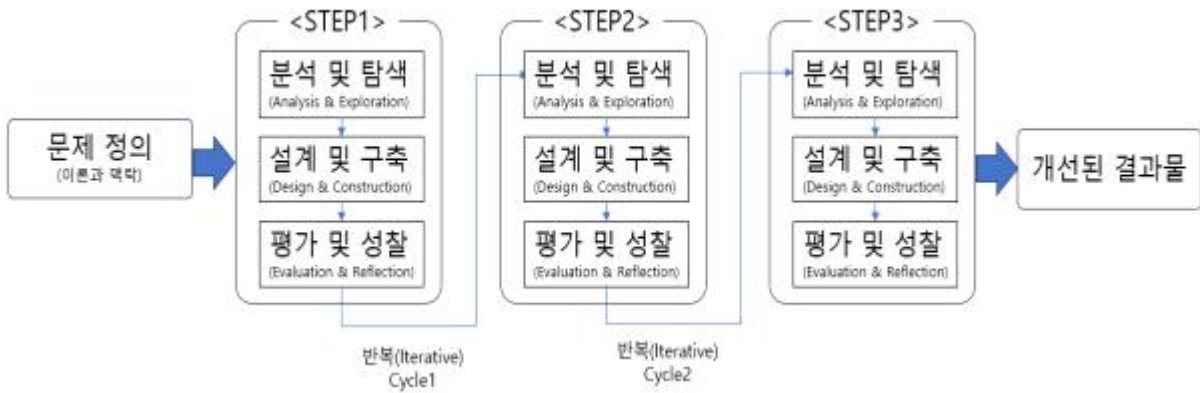 문제 정의
(이론과 맥락)
<STEP1>
분석 및 탐색
(Analysis & Exploration)
설계 및 구축
(Design & Construction)
평가 및 성찰
(Evaluation & Reflection)
반복(Iterative)
Cycle1
<STEP2>
분석 및 탐색
(Analysis & Exploration)
설계 및 구축
(Design & Construction)
평가 및 성찰
(Evaluation & Reflection)
반복(Iterative)
Cycle2
<STEP3>
분석 및 탐색
(Analysis & Exploration)
설계 및 구축
(Design & Construction)
평가 및 성찰
(Evaluation & Reflection)
개선된 결과물